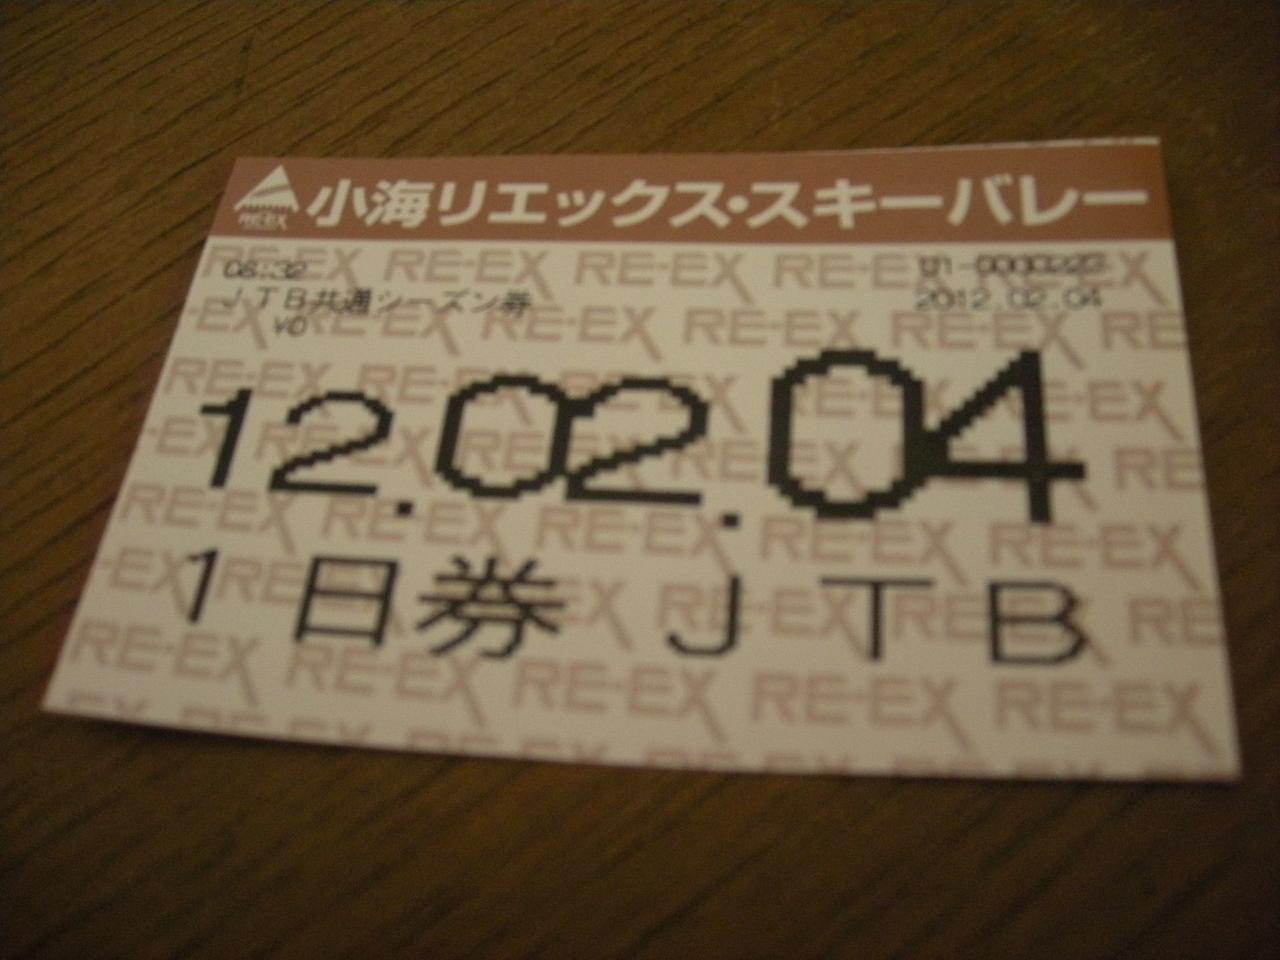 RE-EX 小海リエックス・スキーバレー
08:32
2012.02.04
JTB共通シーズン券
¥0
12.02.04
1日券 JTB